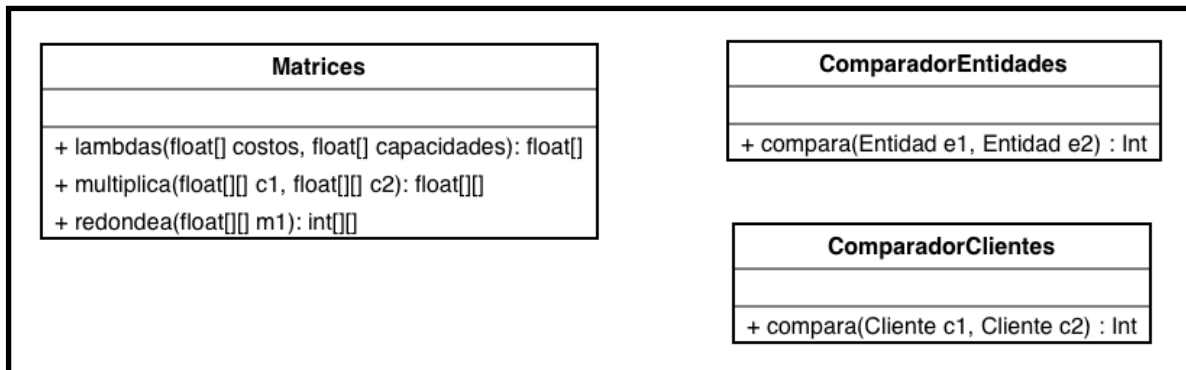 Matrices
+ lambdas(float[] costos, float[] capacidades): float[]
+ multiplica(float[][] c1, float[][] c2): float[][]
+ redondea(float[][] m1): int[][]
ComparadorEntidades
+ compara(Entidad e1, Entidad e2) : Int
ComparadorClientes
+ compara(Cliente c1, Cliente c2) : Int